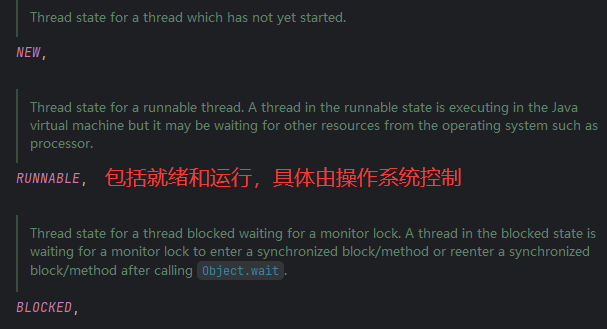 Thread state for a thread which has not yet started.
NEW,
Thread state for a runnable thread. A thread in the runnable state is executing in the Java
virtual machine but it may be waiting for other resources from the operating system such as
processor.
RUNNABLE, 包括就绪和运行，具体由操作系统控制
Thread state for a thread blocked waiting for a monitor lock. A thread in the blocked state is
waiting for a monitor lock to enter a synchronized block/method or reenter a synchronized
block/method after calling Object.wait.
BLOCKED,